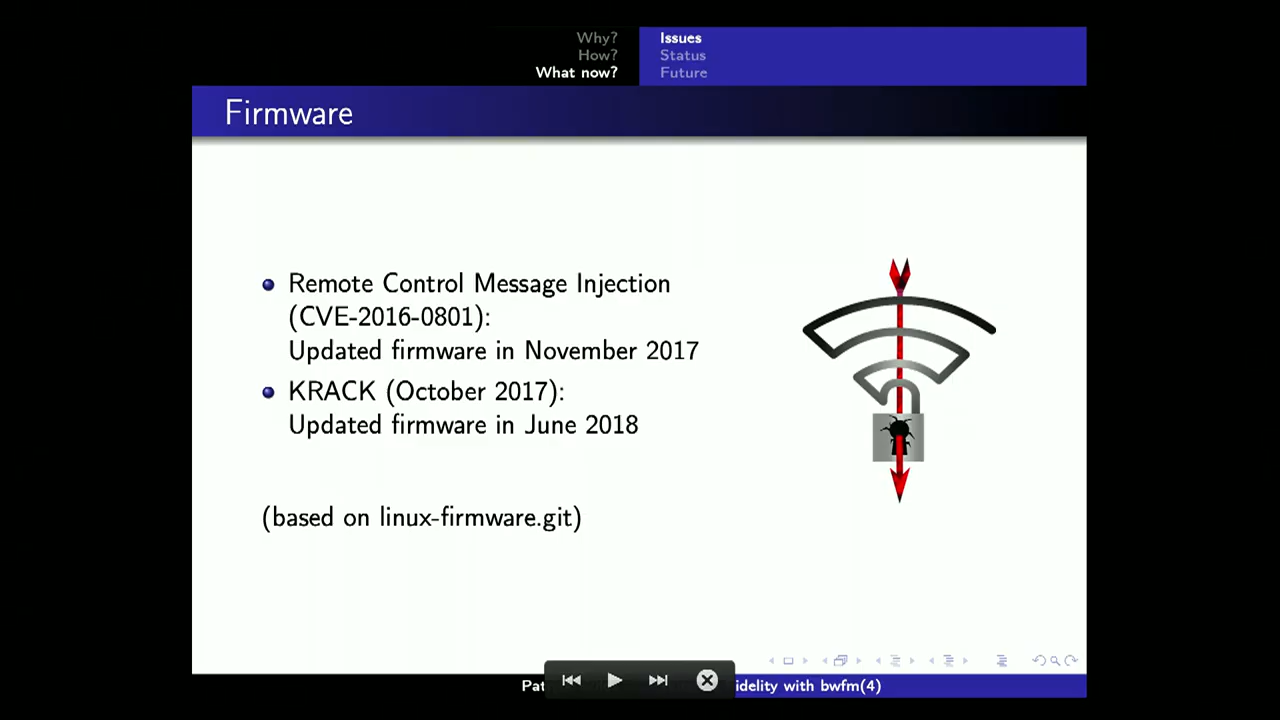 Why?
How?
What now?
Issues
Status
Future
Firmware
Remote Control Message Injection
(CVE-2016-0801):
Updated firmware in November 2017
KRACK (October 2017):
Updated firmware in June 2018
(based on linux-firmware.git)
with bwfm(4)